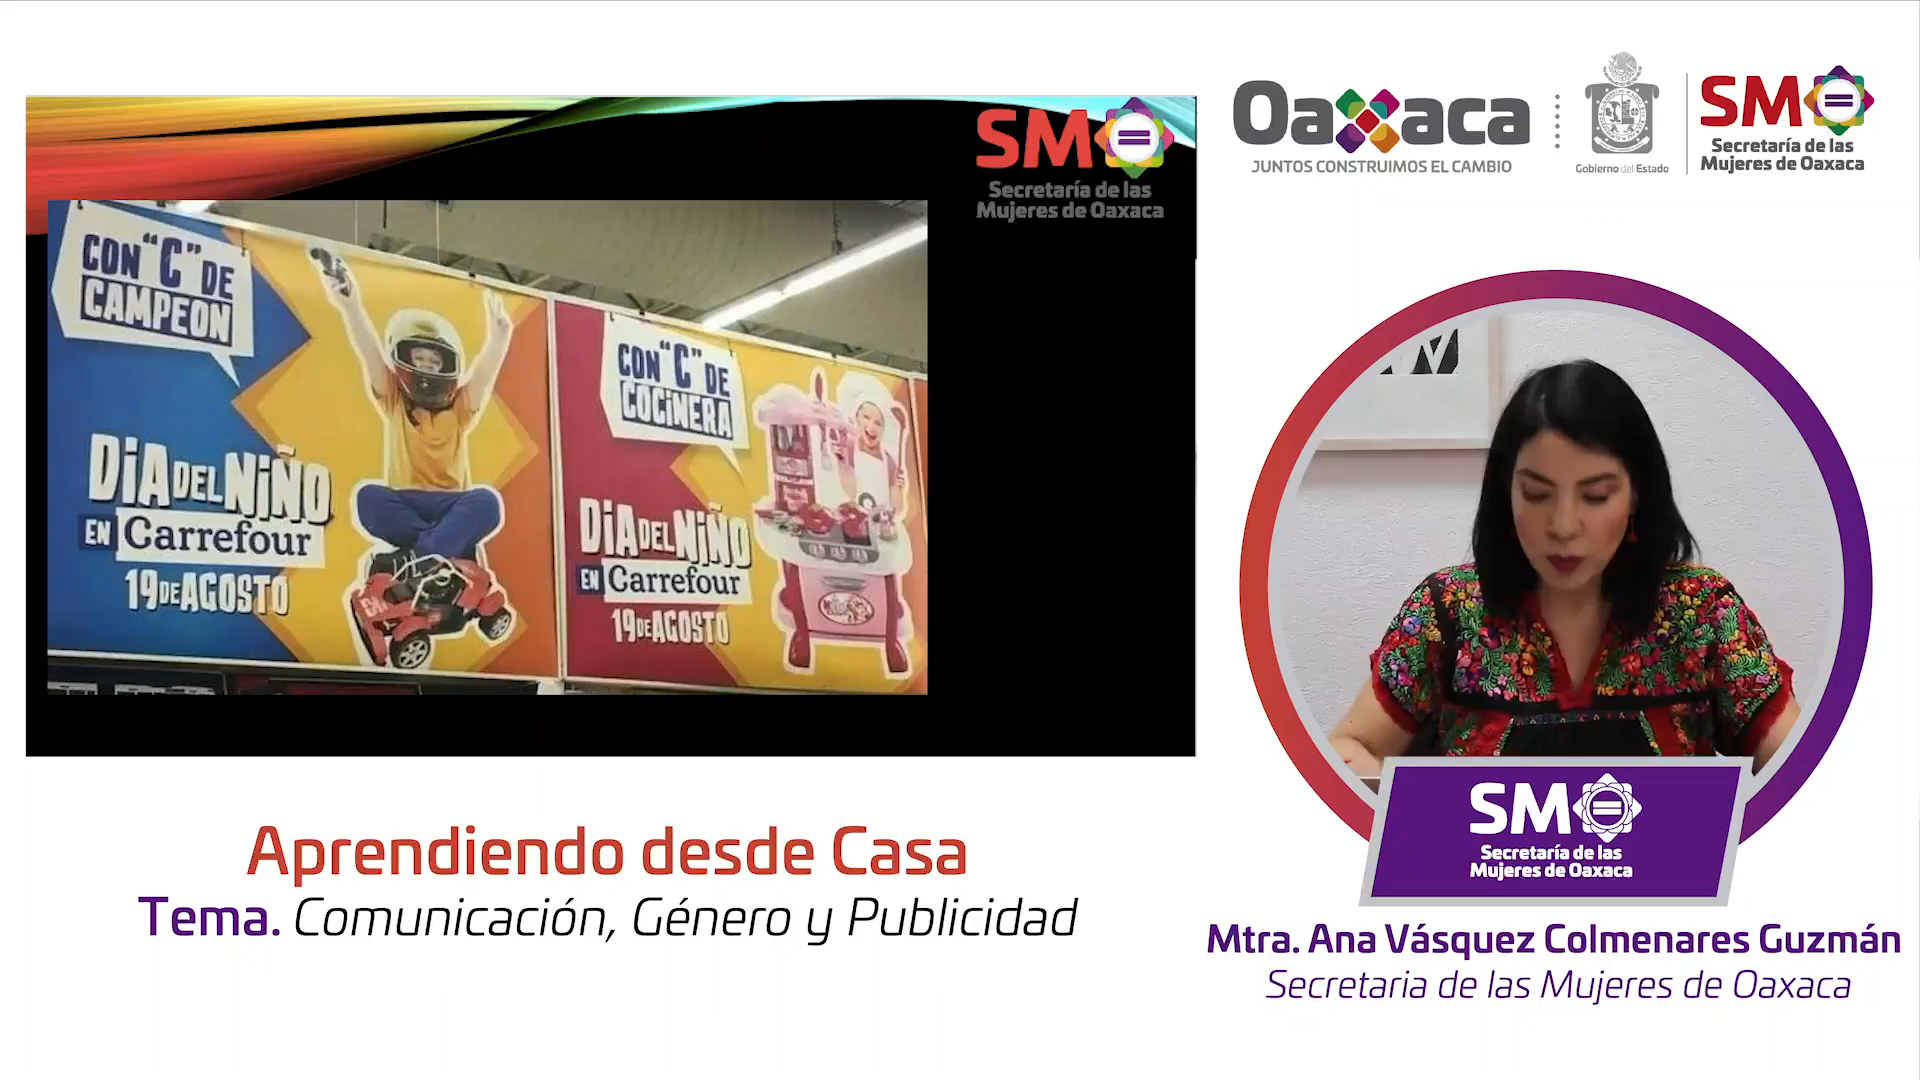 SM
Secretaría de las
Mujeres de Oaxaca
CON "C" DE
CAMPEON
DiA DEL NiÑO
EN Carrefour
19 DE AGOSTO
CON "C" DE
COCiNERA
DiA DEL NiÑO
EN Carrefour
19 DE AGOSTO
Oaxaca
JUNTOS CONSTRUIMOS EL CAMBIO
Gobierno del Estado
SM
Secretaría de las
Mujeres de Oaxaca
SM
Secretaría de las
Mujeres de Oaxaca
Aprendiendo desde Casa
Tema. Comunicación, Género y Publicidad
Mtra. Ana Vásquez Colmenares Guzmán
Secretaria de las Mujeres de Oaxaca